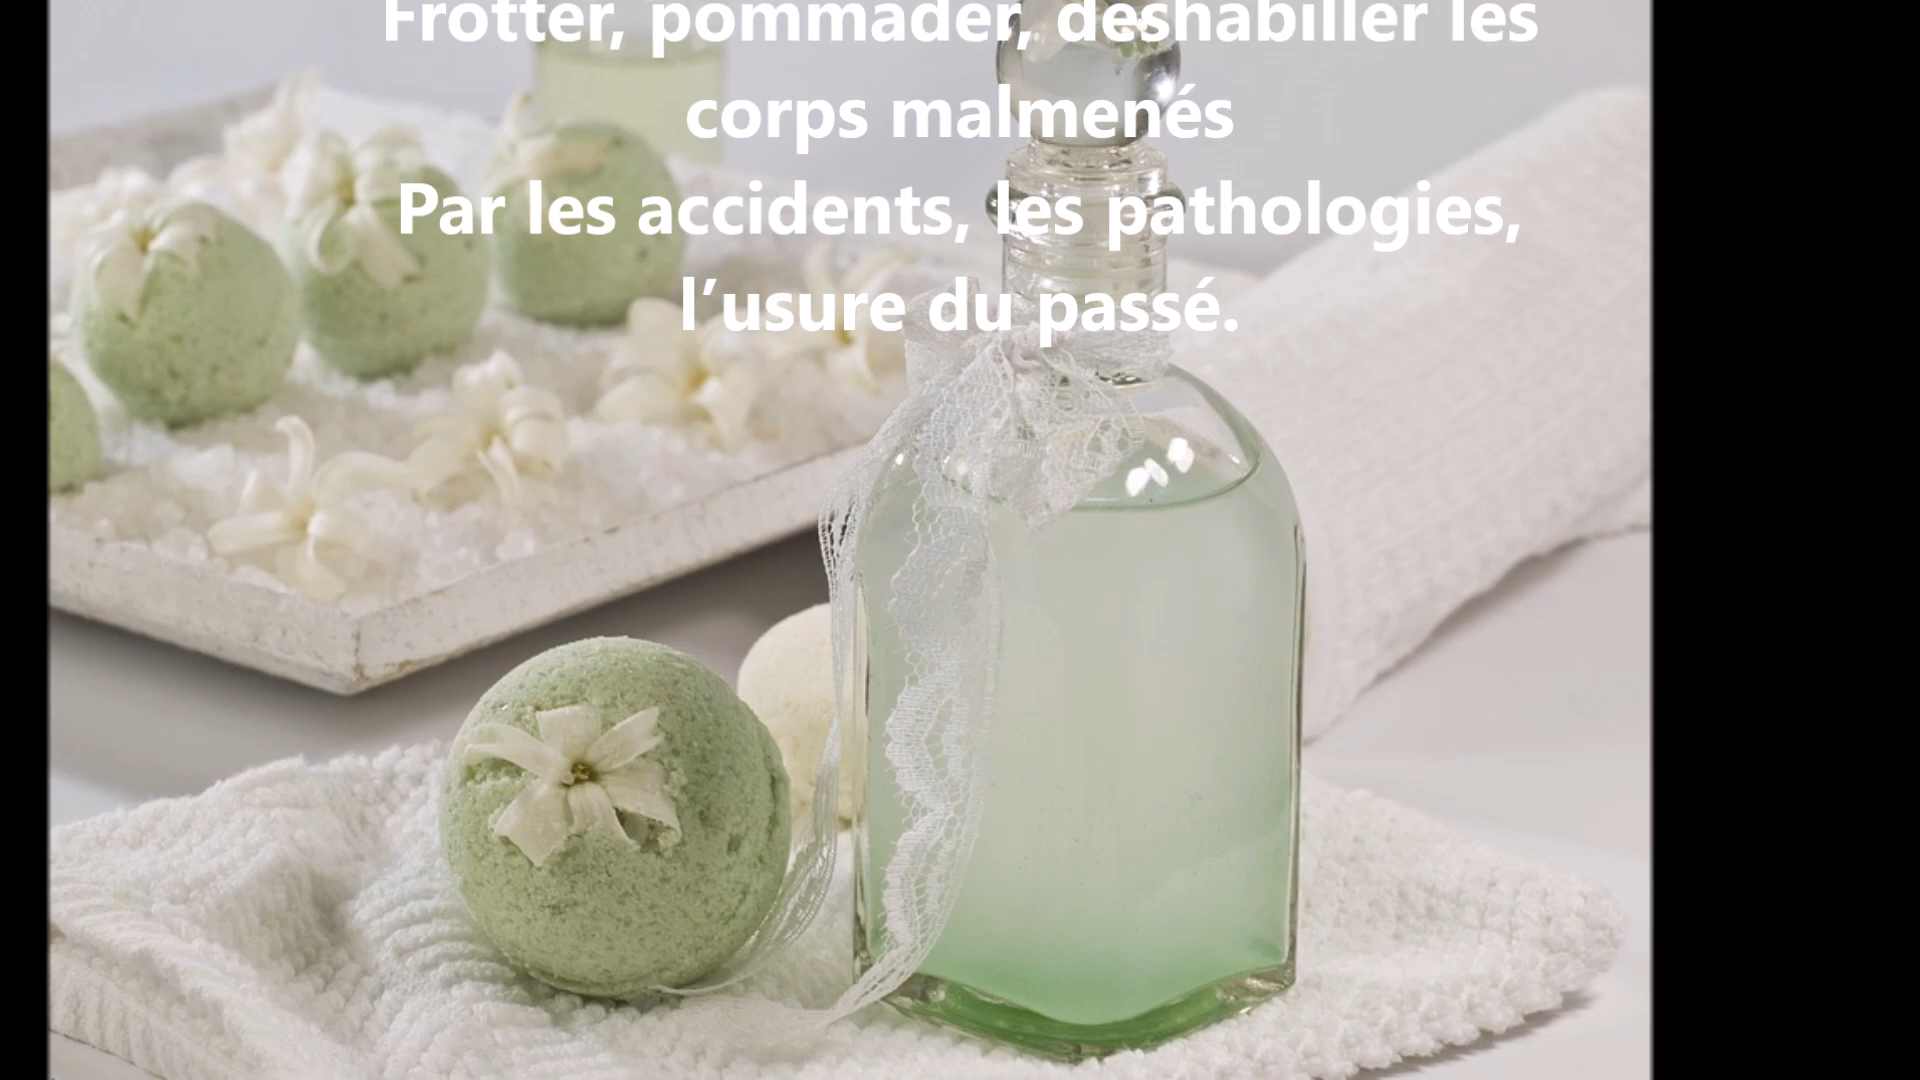 Frotter, pommader, déshabiller les
corps malmenés
Par les accidents, les pathologies,
l’usure du passé.